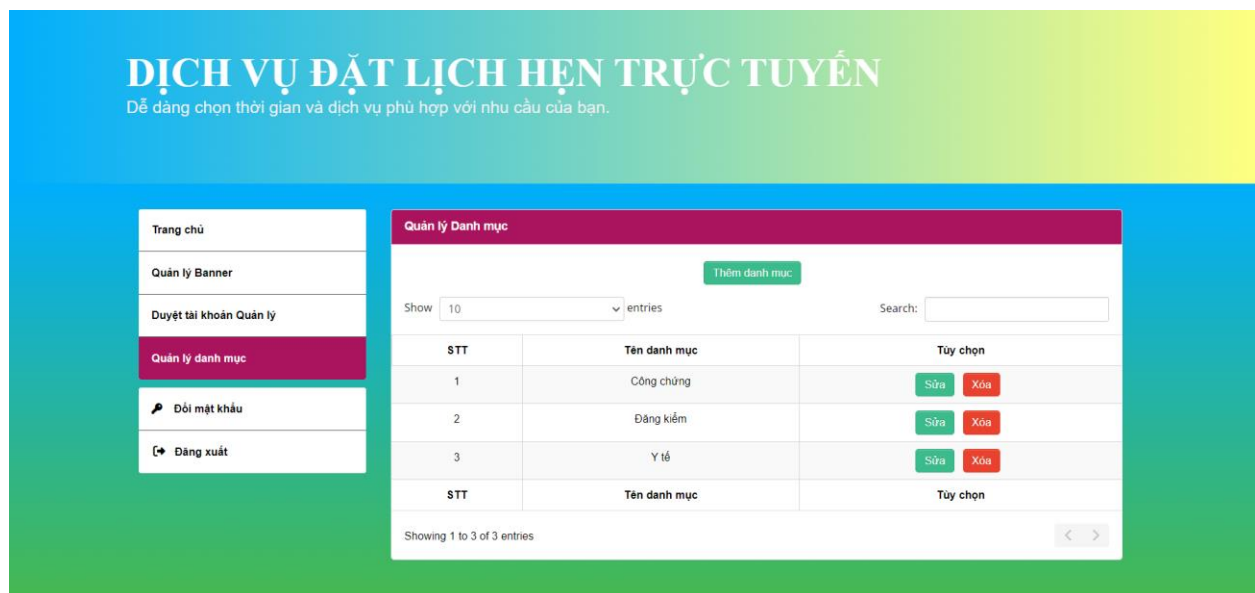 DỊCH VỤ ĐẶT LỊCH HẸN TRỰC TUYẾN
Dễ dàng chọn thời gian và dịch vụ phù hợp với nhu cầu của bạn.
Trang chủ
Quản lý Banner
Duyệt tài khoản Quản lý
Quản lý danh mục
Đổi mật khẩu
Đăng xuất
Quản lý Danh mục
Thêm danh mục
Show 10 entries Search:
STT Tên danh mục Tùy chọn
1 Công chứng Sửa Xóa
2 Đăng kiểm Sửa Xóa
3 Y tế Sửa Xóa
STT Tên danh mục Tùy chọn
Showing 1 to 3 of 3 entries